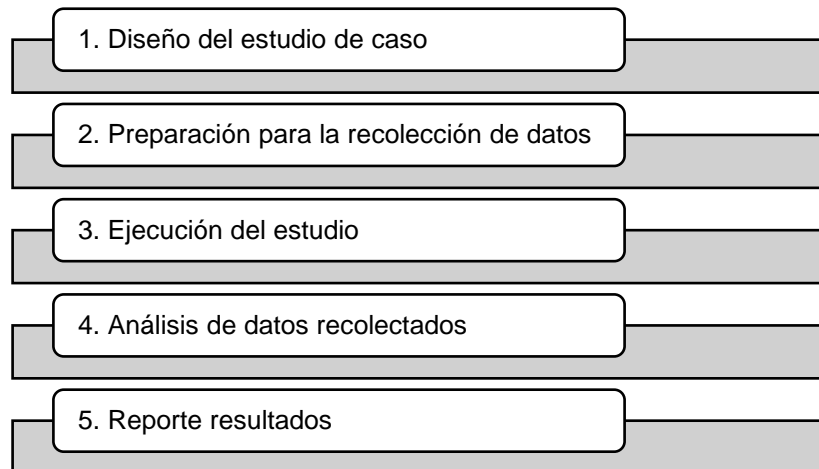 1. Diseño del estudio de caso
2. Preparación para la recolección de datos
3. Ejecución del estudio
4. Análisis de datos recolectados
5. Reporte resultados